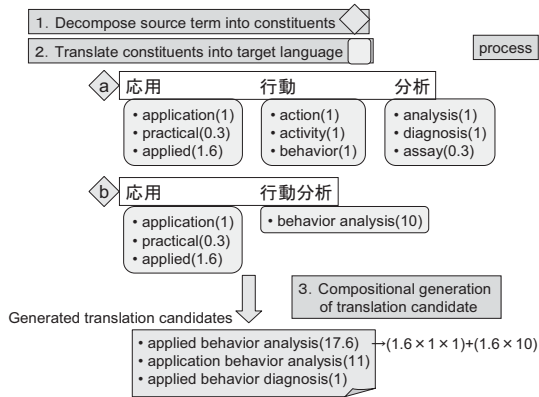 1. Decompose source term into constituents
2. Translate constituents into target language
process
a 応用 行動 分析
• application(1) • action(1) • analysis(1)
• practical(0.3) • activity(1) • diagnosis(1)
• applied(1.6) • behavior(1) • assay(0.3)
b 応用 行動分析
• application(1) • behavior analysis(10)
• practical(0.3)
• applied(1.6)
3. Compositional generation
of translation candidate
Generated translation candidates
• applied behavior analysis(17.6) →(1.6×1×1)+(1.6×10)
• application behavior analysis(11)
• applied behavior diagnosis(1)